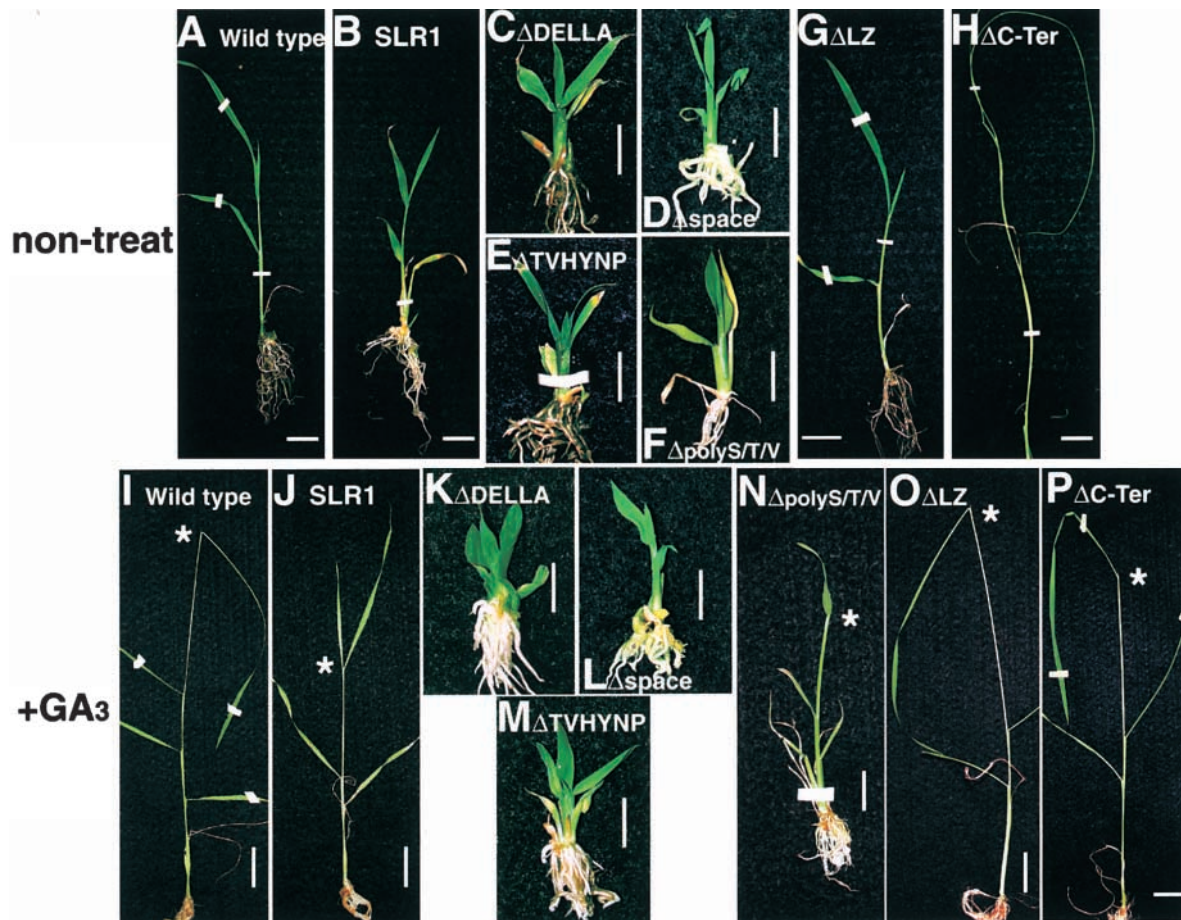 A Wild type
B SLR1
C ΔDELLA
D Δspace
E ΔTVHYNP
F ΔpolyS/T/V
G ΔLZ
H ΔC-Ter
non-treat
I Wild type
*
J SLR1
*
K ΔDELLA
L Δspace
M ΔTVHYNP
N ΔpolyS/T/V
*
O ΔLZ
*
P ΔC-Ter
*
+GA3